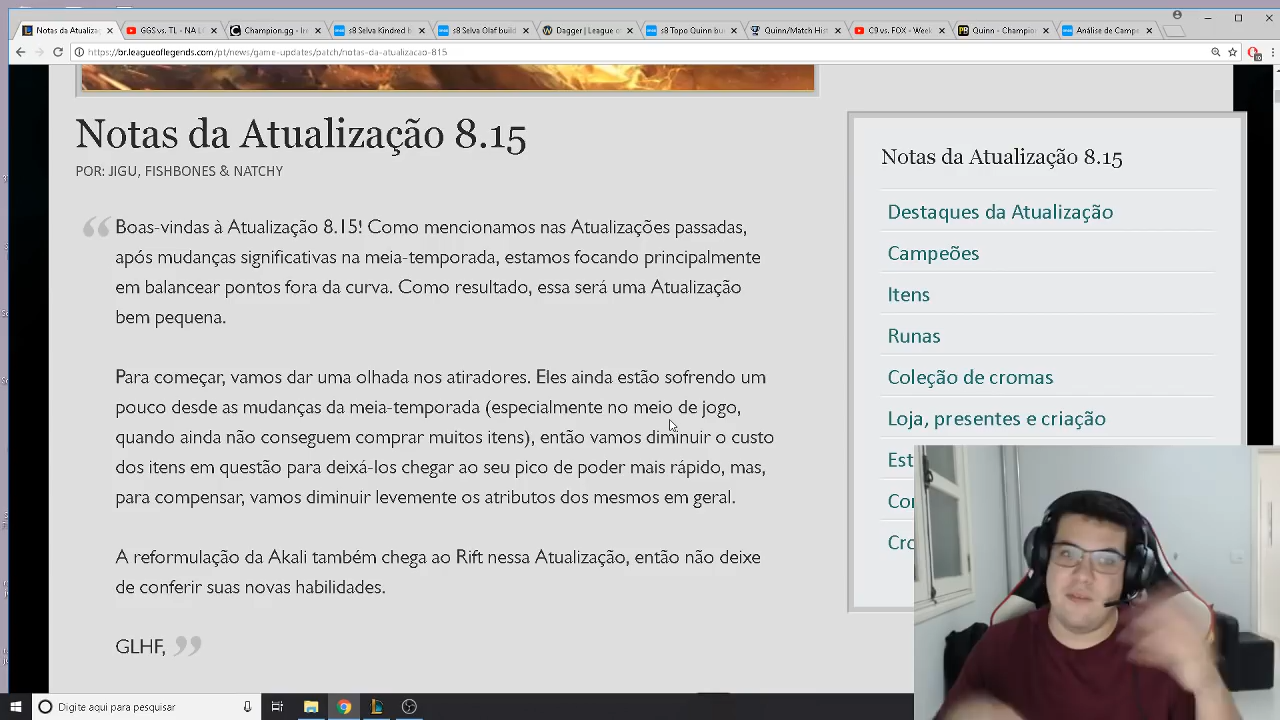 Notas da Atualiza
GGS vs. TL - NA L
Champion.gg - Ir
s8 Selva Kindred b
s8 Selva Olaf build
Dagger | League o
s8 Topo Quinn bu
Quinn/Match His
C9 vs. FOX - Week
Quinn - Champion
Análise de Camp
https://br.leagueoflegends.com/pt/news/game-updates/patch/notas-da-atualizacao-815
Notas da Atualização 8.15
POR: JIGU, FISHBONES & NATCHY
“ Boas-vindas à Atualização 8.15! Como mencionamos nas Atualizações passadas,
após mudanças significativas na meia-temporada, estamos focando principalmente
em balancear pontos fora da curva. Como resultado, essa será uma Atualização
bem pequena.
Para começar, vamos dar uma olhada nos atiradores. Eles ainda estão sofrendo um
pouco desde as mudanças da meia-temporada (especialmente no meio de jogo,
quando ainda não conseguem comprar muitos itens), então vamos diminuir o custo
dos itens em questão para deixá-los chegar ao seu pico de poder mais rápido, mas,
para compensar, vamos diminuir levemente os atributos dos mesmos em geral.
A reformulação da Akali também chega ao Rift nessa Atualização, então não deixe
de conferir suas novas habilidades.
GLHF, ”
Notas da Atualização 8.15
Destaques da Atualização
Campeões
Itens
Runas
Coleção de cromas
Loja, presentes e criação
Est
Cor
Cro
Digite aqui para pesquisar